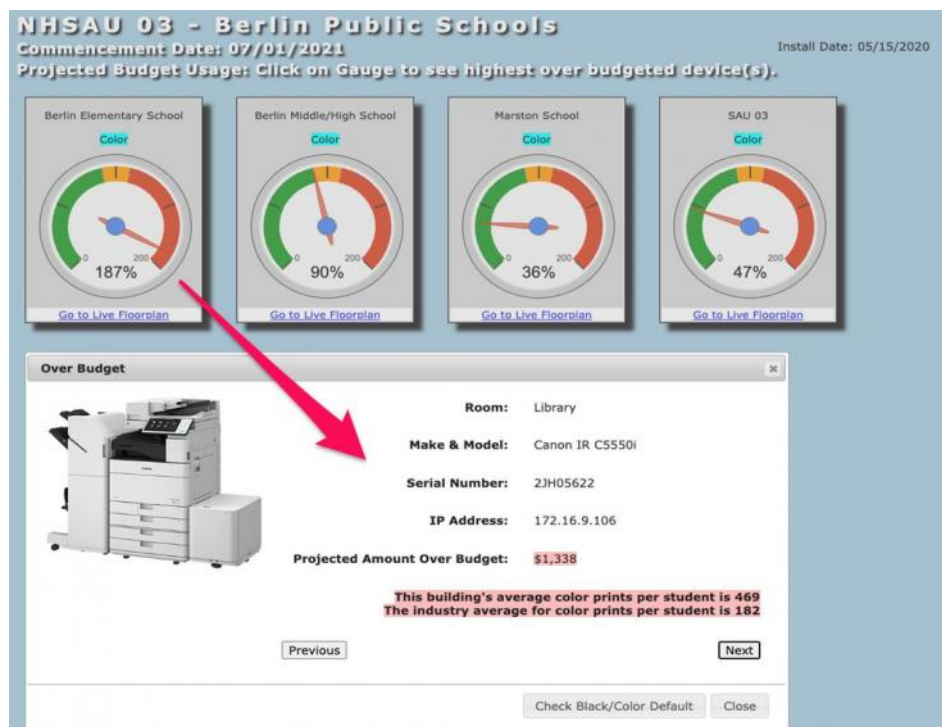 NHSAU 03 - Berlin Public Schools
Commencement Date: 07/01/2021
Install Date: 05/15/2020
Projected Budget Usage: Click on Gauge to see highest over budgeted device(s).
Berlin Elementary School
Color
0 200
187%
Go to Live Floorplan
Berlin Middle/High School
Color
0 200
90%
Go to Live Floorplan
Marston School
Color
0 200
36%
Go to Live Floorplan
SAU 03
Color
0 200
47%
Go to Live Floorplan
Over Budget
Room: Library
Make & Model: Canon IR C5550i
Serial Number: 2JH05622
IP Address: 172.16.9.106
Projected Amount Over Budget: $1,338
This building's average color prints per student is 469
The industry average for color prints per student is 182
Previous
Next
Check Black/Color Default
Close